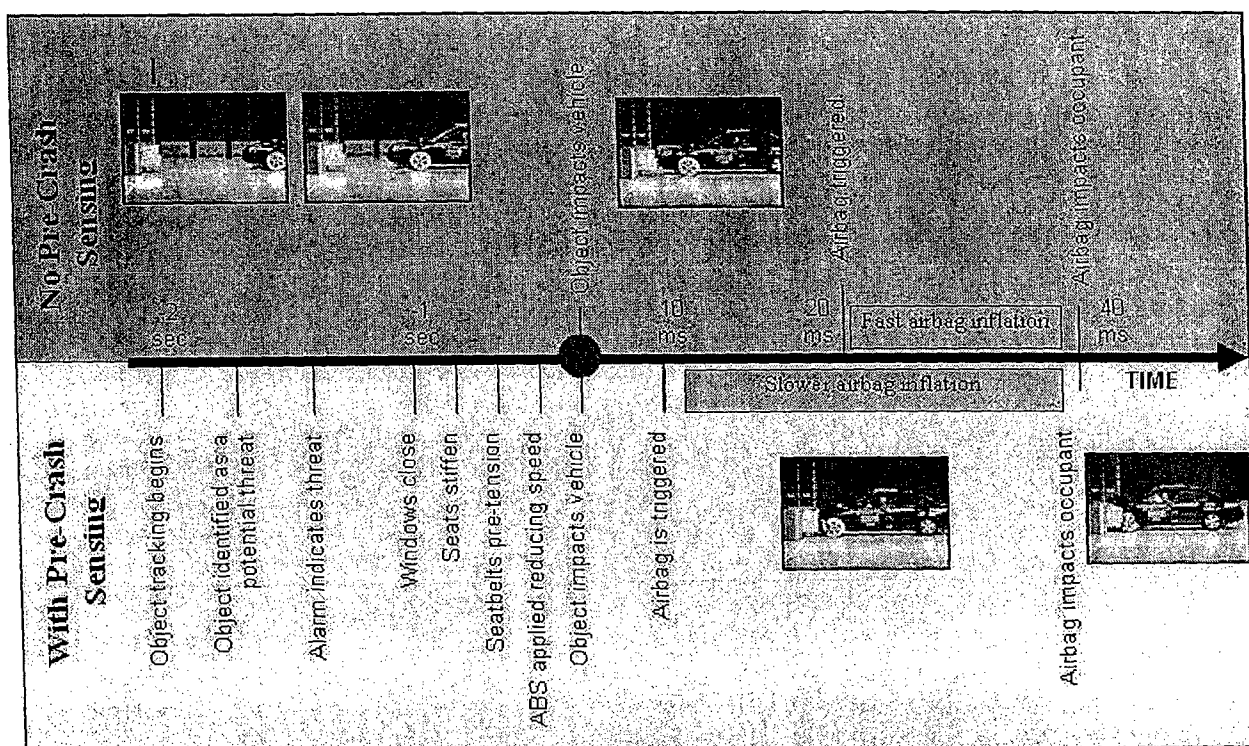 No Pre-Crash
Sensing
-2
sec
-1
sec
Object impacts vehicle
10
ms
20
ms
Airbag triggered
Fast airbag inflation
Airbag impacts occupant
40
ms
Slower airbag inflation
TIME
With Pre-Crash
Sensing
Object tracking begins
Object identified as a
potential threat
Alarm indicates threat
Windows close
Seats stiffen
Seatbelts pre-tension
ABS applied reducing speed
Object impacts Vehicle
Airbag is triggered
Airbag impacts occupant